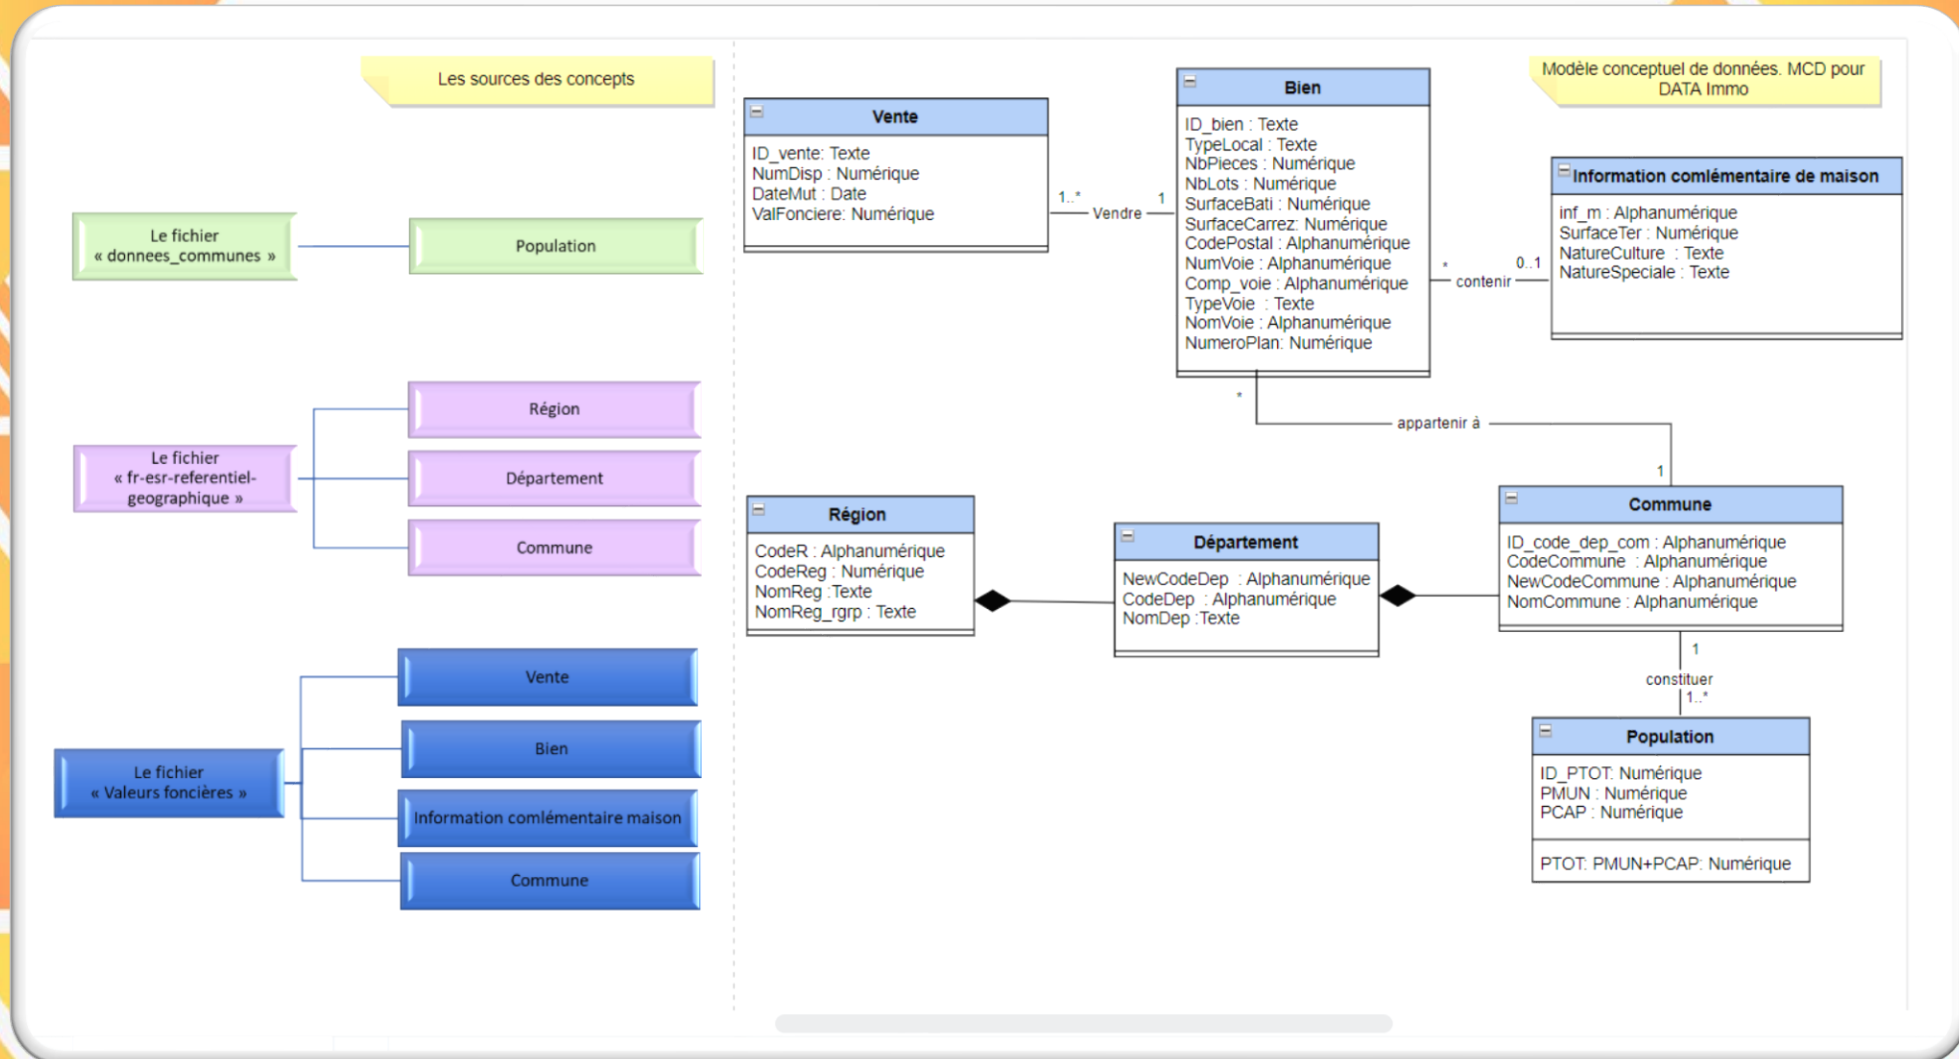 Les sources des concepts
Le fichier
« donnees_communes »
Population
Le fichier
« fr-esr-referentiel-
geographique »
Région
Département
Commune
Le fichier
« Valeurs foncières »
Vente
Bien
Information comlémentaire maison
Commune
Modèle conceptuel de données. MCD pour
DATA Immo
Vente
ID_vente: Texte
NumDisp : Numérique
DateMut : Date
ValFonciere: Numérique
1..*
Vendre
1
Bien
ID_bien : Texte
TypeLocal : Texte
NbPieces : Numérique
NbLots : Numérique
SurfaceBati : Numérique
SurfaceCarrez: Numérique
CodePostal : Alphanumérique
NumVoie : Alphanumérique
Comp_voie : Alphanumérique
TypeVoie : Texte
NomVoie : Alphanumérique
NumeroPlan: Numérique
*
contenir
0..1
Information comlémentaire de maison
inf_m : Alphanumérique
SurfaceTer : Numérique
NatureCulture : Texte
NatureSpeciale : Texte
*
appartenir à
1
Région
CodeR : Alphanumérique
CodeReg : Numérique
NomReg :Texte
NomReg_rgrp : Texte
Département
NewCodeDep : Alphanumérique
CodeDep : Alphanumérique
NomDep :Texte
Commune
ID_code_dep_com : Alphanumérique
CodeCommune : Alphanumérique
NewCodeCommune : Alphanumérique
NomCommune : Alphanumérique
1
constituer
1..*
Population
ID_PTOT: Numérique
PMUN : Numérique
PCAP : Numérique
PTOT: PMUN+PCAP: Numérique